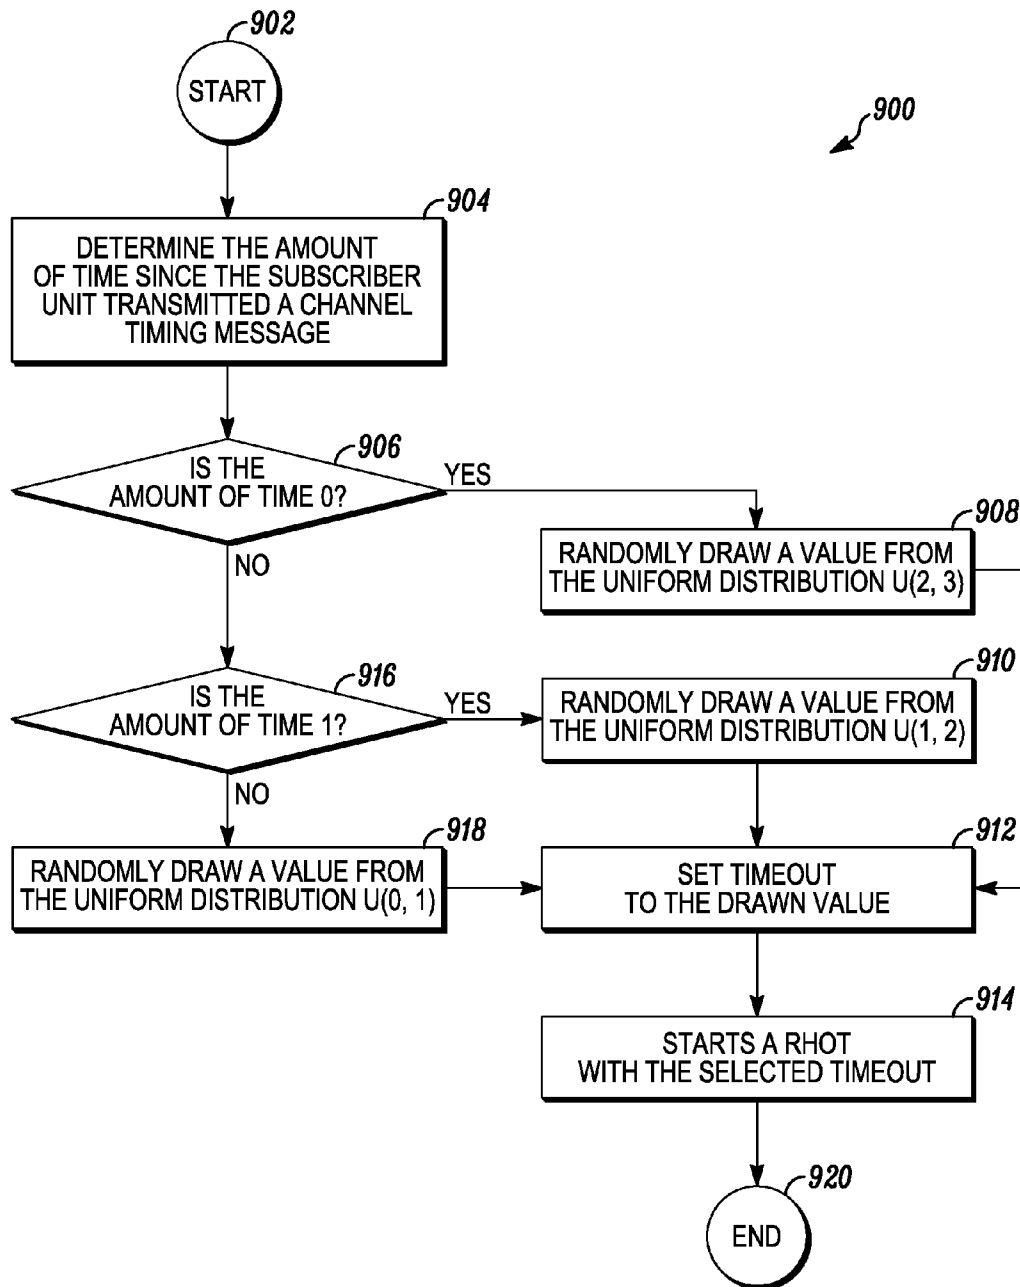 902
START
900
904
DETERMINE THE AMOUNT
OF TIME SINCE THE SUBSCRIBER
UNIT TRANSMITTED A CHANNEL
TIMING MESSAGE
906
IS THE
AMOUNT OF TIME 0?
YES
NO
908
RANDOMLY DRAW A VALUE FROM
THE UNIFORM DISTRIBUTION U(2, 3)
916
IS THE
AMOUNT OF TIME 1?
YES
NO
910
RANDOMLY DRAW A VALUE FROM
THE UNIFORM DISTRIBUTION U(1, 2)
918
RANDOMLY DRAW A VALUE FROM
THE UNIFORM DISTRIBUTION U(0, 1)
912
SET TIMEOUT
TO THE DRAWN VALUE
914
STARTS A RHOT
WITH THE SELECTED TIMEOUT
920
END